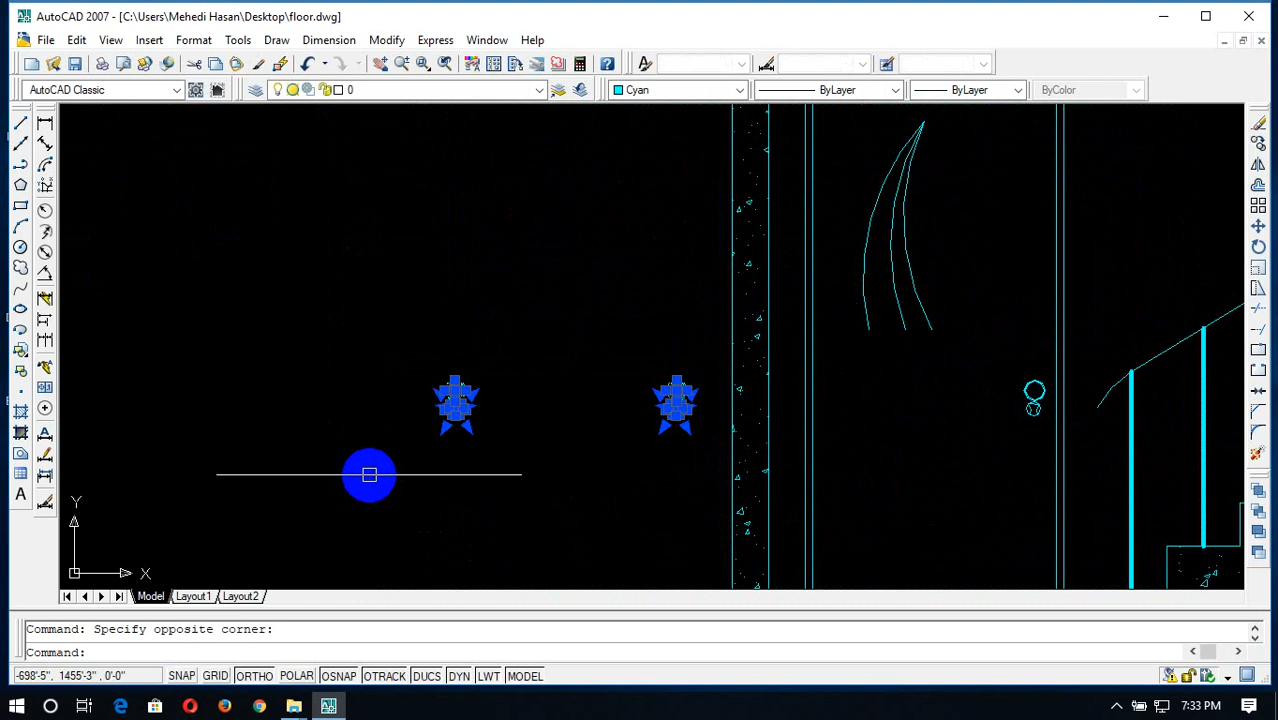 AutoCAD 2007 - [C:\Users\Mehedi Hasan\Desktop\floor.dwg]
File Edit View Insert Format Tools Draw Dimension Modify Express Window Help
AutoCAD Classic 0 Cyan ByLayer ByLayer ByColor
Y
X
Model Layout1 Layout2
Command: Specify opposite corner:
Command:
-698'-5", 1455'-3" , 0'-0" SNAP GRID ORTHO POLAR OSNAP OTRACK DUCS DYN LWT MODEL
7:33 PM